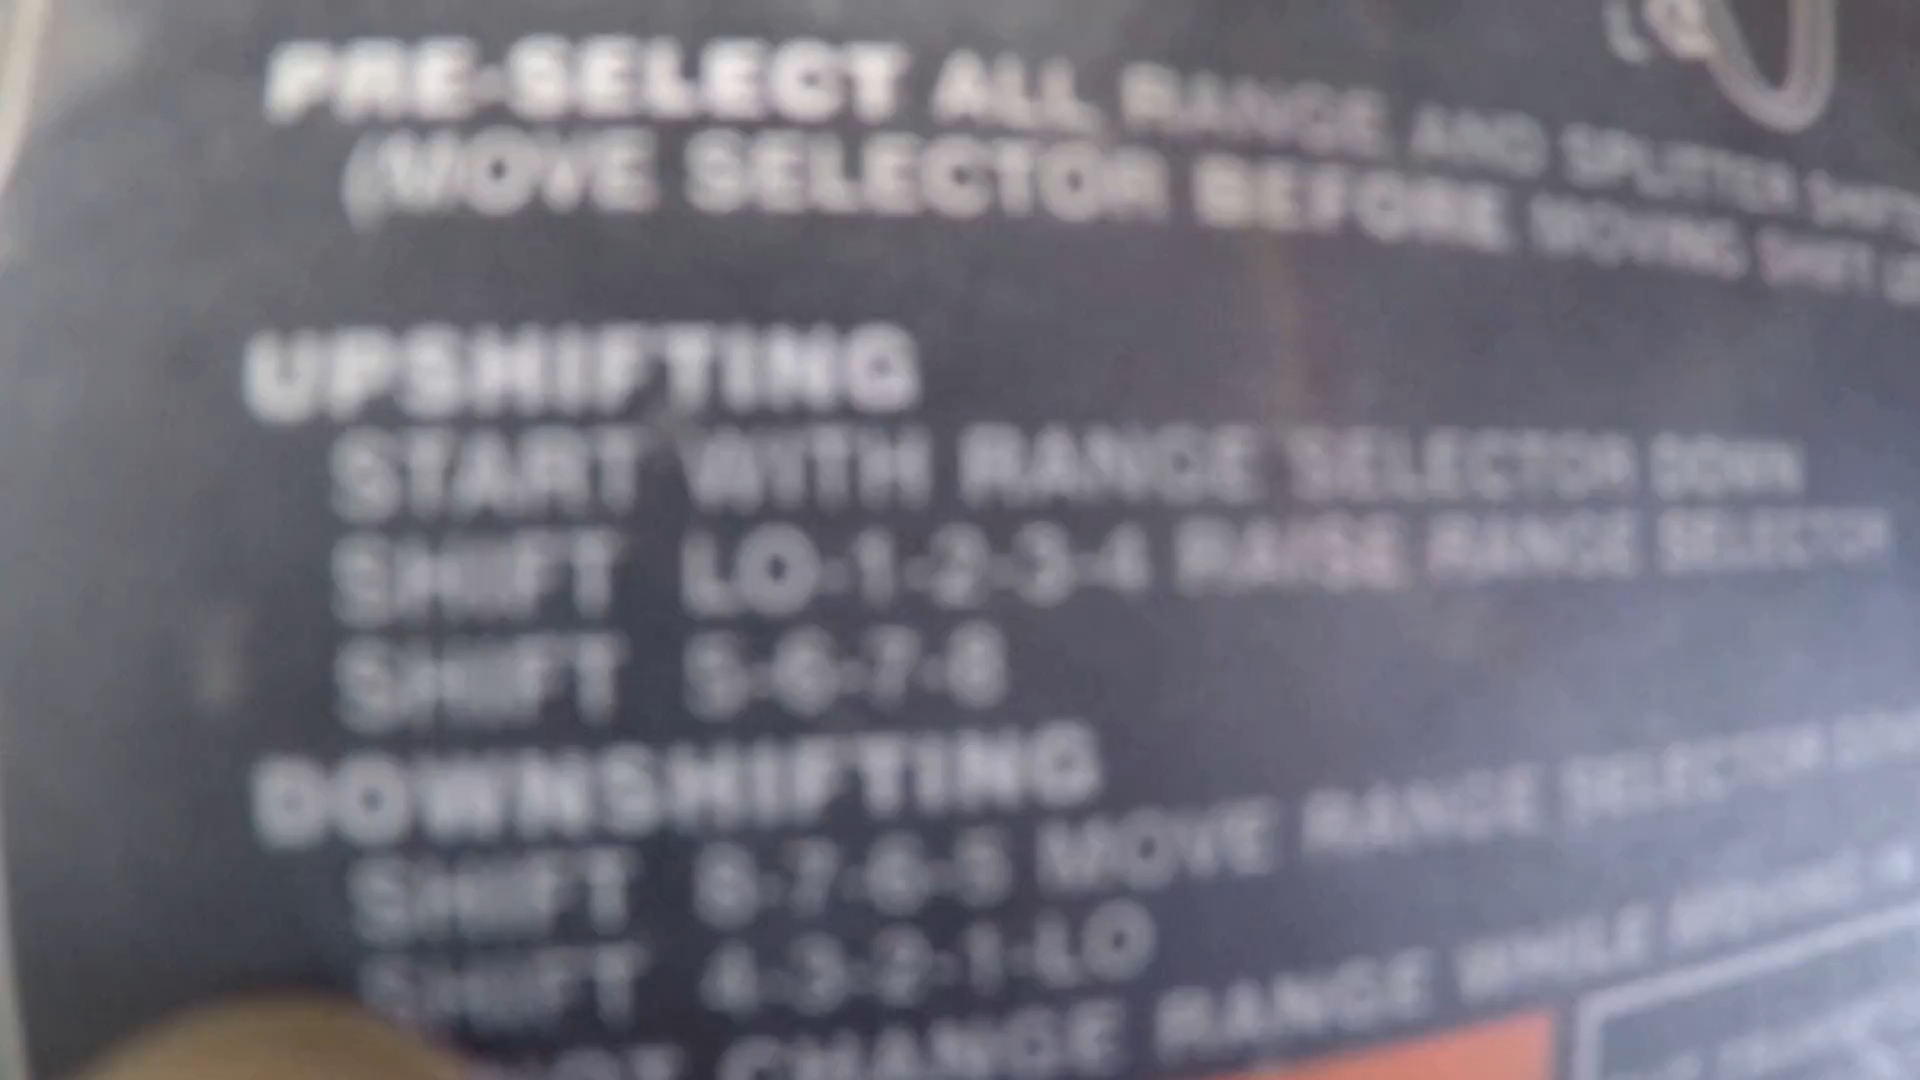 LO
PRE-SELECT ALL RANGE AND SPLITTER SHIFTS
(MOVE SELECTOR BEFORE MOVING SHIFT
UPSHIFTING
START WITH RANGE SELECTOR DOWN
SHIFT LO-1-2-3-4 RAISE RANGE SELECTOR
SHIFT 5-6-7-8
DOWNSHIFTING
SHIFT 8-7-6-5 MOVE RANGE SELECTOR
SHIFT 4-3-2-1-LO
CHANGE RANGE WHILE MOVING